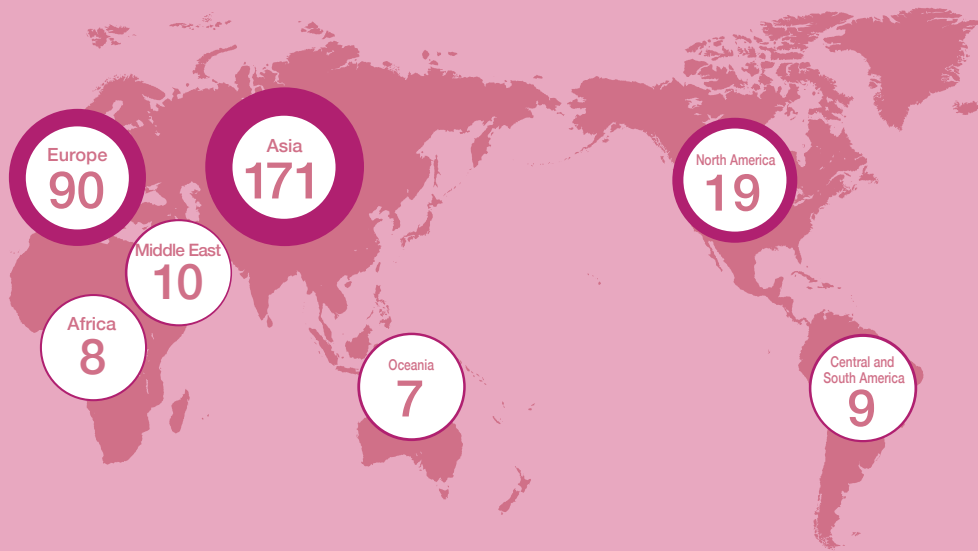 Europe
90
Asia
171
North America
19
Middle East
10
Africa
8
Oceania
7
Central and
South America
9